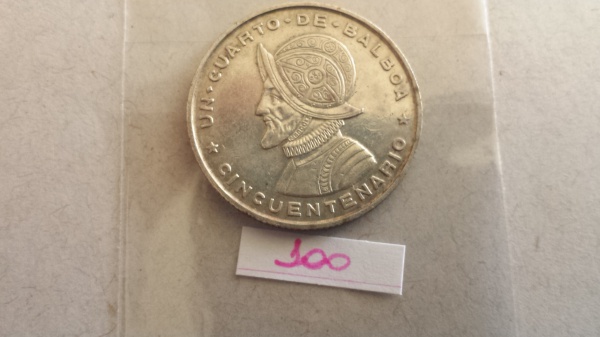 UN·CUARTO·DE·BALBOA
★ CINCUENTENARIO ★
300